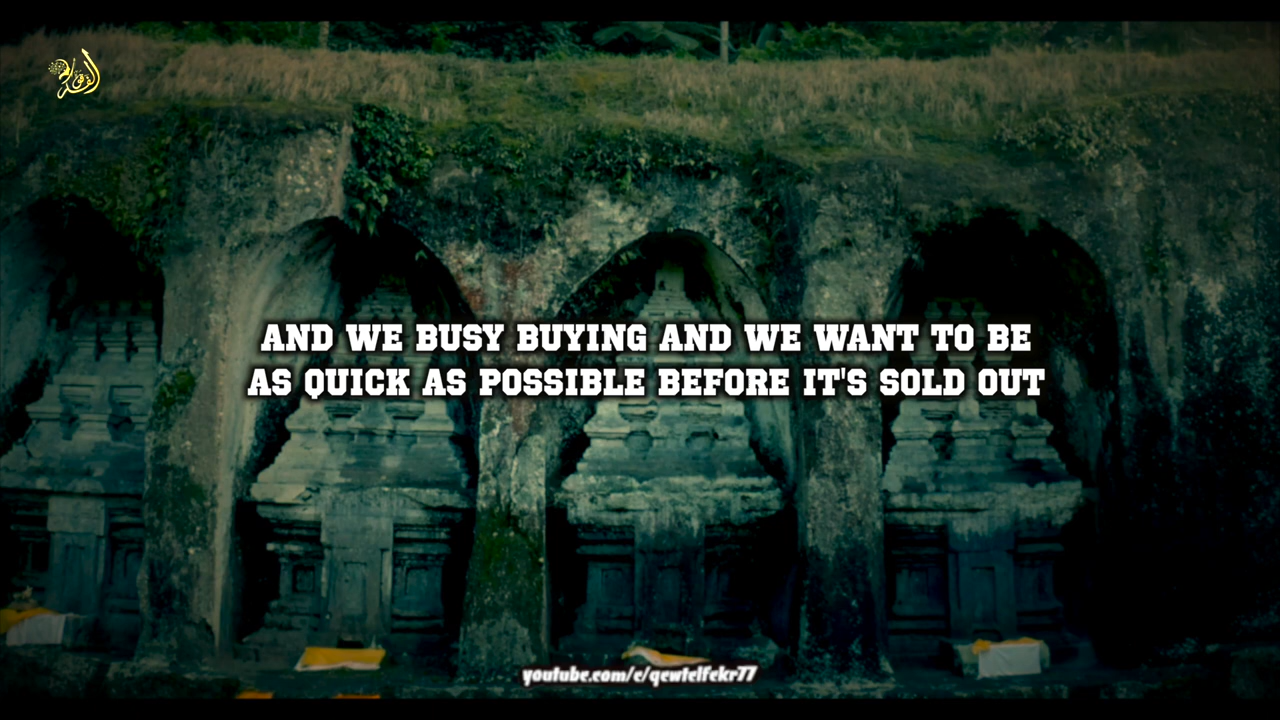 AND WE BUSY BUYING AND WE WANT TO BE
AS QUICK AS POSSIBLE BEFORE IT'S SOLD OUT
youtube.com/c/qewtelfekr77